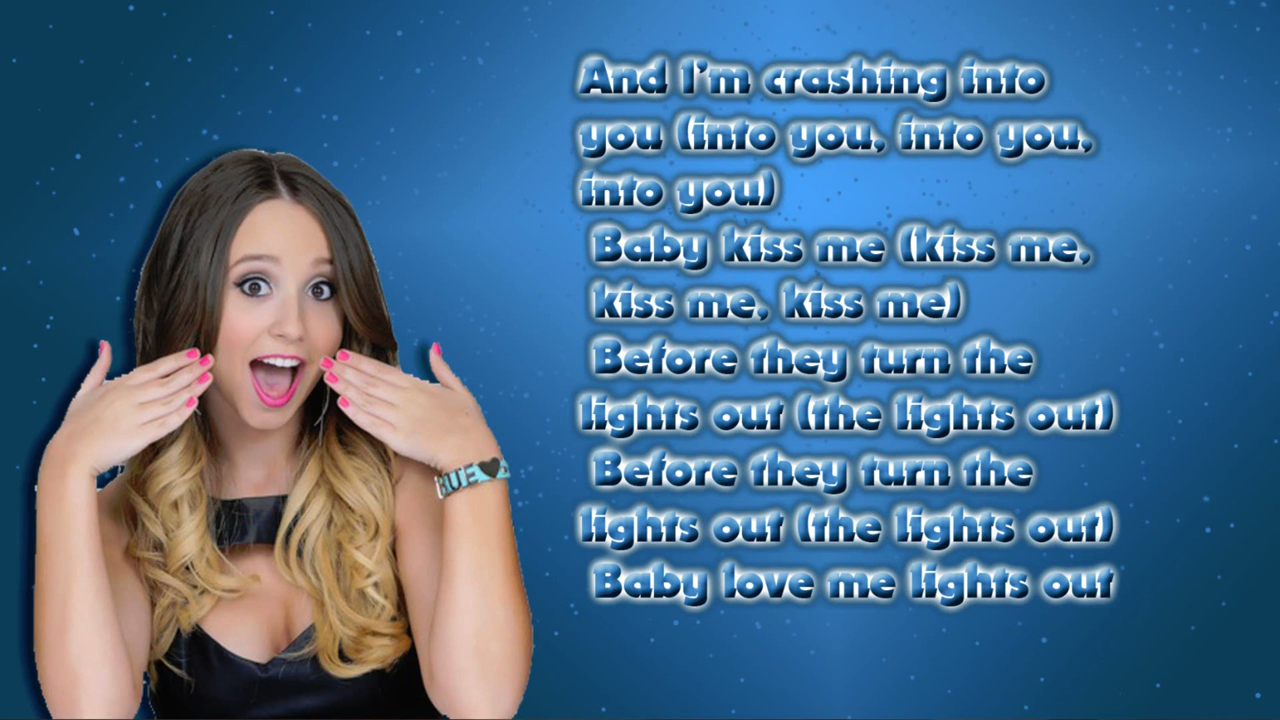 And I'm crashing into
you (into you, into you,
into you)
Baby kiss me (kiss me,
kiss me, kiss me)
Before they turn the
lights out (the lights out)
Before they turn the
lights out (the lights out)
Baby love me lights out